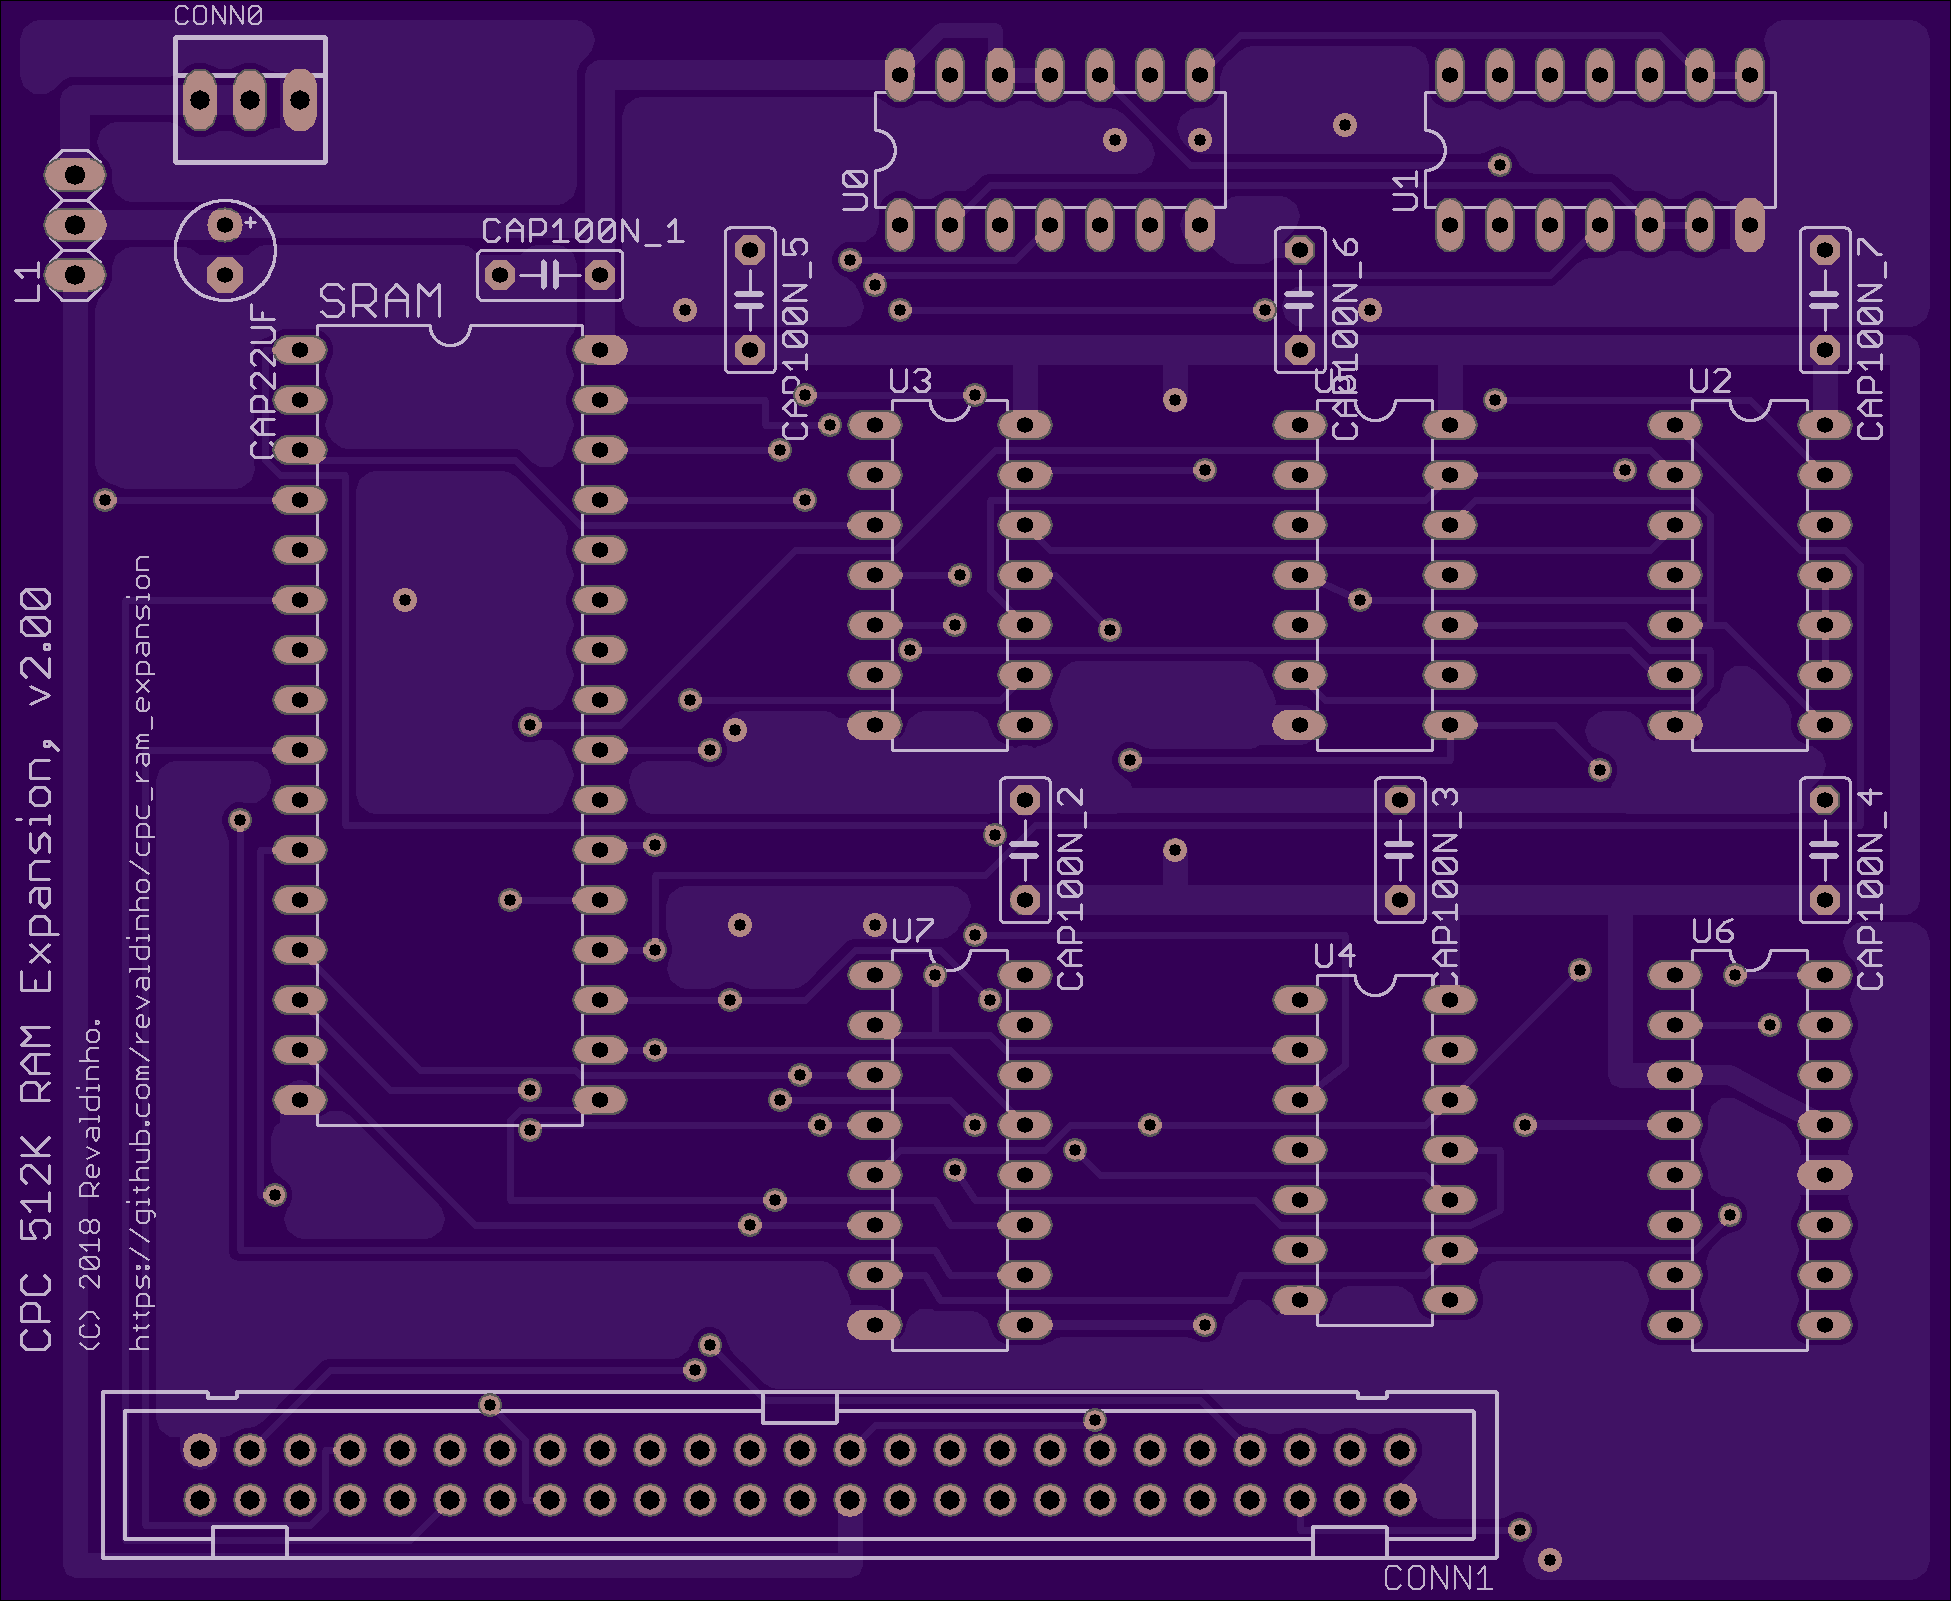 CONN0
U0
U1
L1
+
CAP100N_1
CAP100N_5
CAP100N_6
CAP100N_7
SRAM
CAP22UF
U3
U2
CAP100N_2
CAP100N_3
CAP100N_4
U7
U4
U6
CPC 512K RAM Expansion, v2.00
(C) 2018 Revaldinho.
https://github.com/revaldinho/cpc_ram_expansion
CONN1